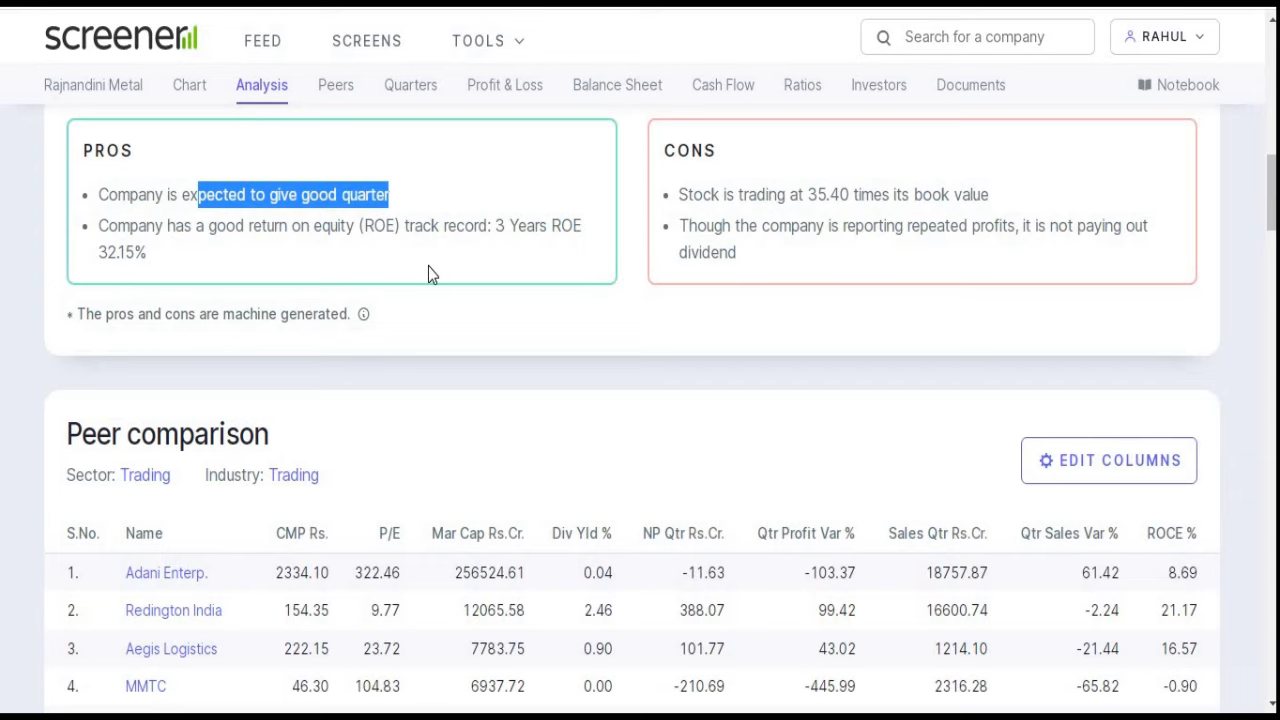 screener FEED SCREENS TOOLS Search for a company RAHUL
Rajnandini Metal Chart Analysis Peers Quarters Profit & Loss Balance Sheet Cash Flow Ratios Investors Documents Notebook
PROS
• Company is expected to give good quarter
• Company has a good return on equity (ROE) track record: 3 Years ROE
32.15%
CONS
• Stock is trading at 35.40 times its book value
• Though the company is reporting repeated profits, it is not paying out
dividend
* The pros and cons are machine generated.
Peer comparison
Sector: Trading Industry: Trading
EDIT COLUMNS
S.No. Name CMP Rs. P/E Mar Cap Rs.Cr. Div Yld % NP Qtr Rs.Cr. Qtr Profit Var % Sales Qtr Rs.Cr. Qtr Sales Var % ROCE %
1. Adani Enterp. 2334.10 322.46 256524.61 0.04 -11.63 -103.37 18757.87 61.42 8.69
2. Redington India 154.35 9.77 12065.58 2.46 388.07 99.42 16600.74 -2.24 21.17
3. Aegis Logistics 222.15 23.72 7783.75 0.90 101.77 43.02 1214.10 -21.44 16.57
4. MMTC 46.30 104.83 6937.72 0.00 -210.69 -445.99 2316.28 -65.82 -0.90